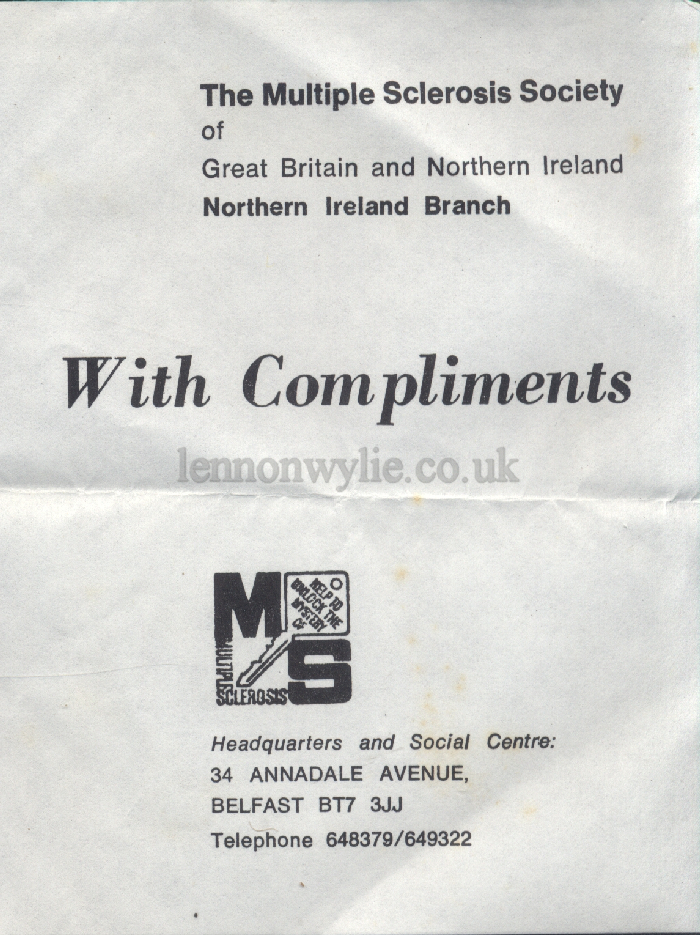 The Multiple Sclerosis Society
of
Great Britain and Northern Ireland
Northern Ireland Branch
With Compliments
lennonwylie.co.uk
MS
HELP TO
UNLOCK THE
MYSTERY
OF
MULTIPLE
SCLEROSIS
Headquarters and Social Centre:
34 ANNADALE AVENUE,
BELFAST BT7 3JJ
Telephone 648379/649322